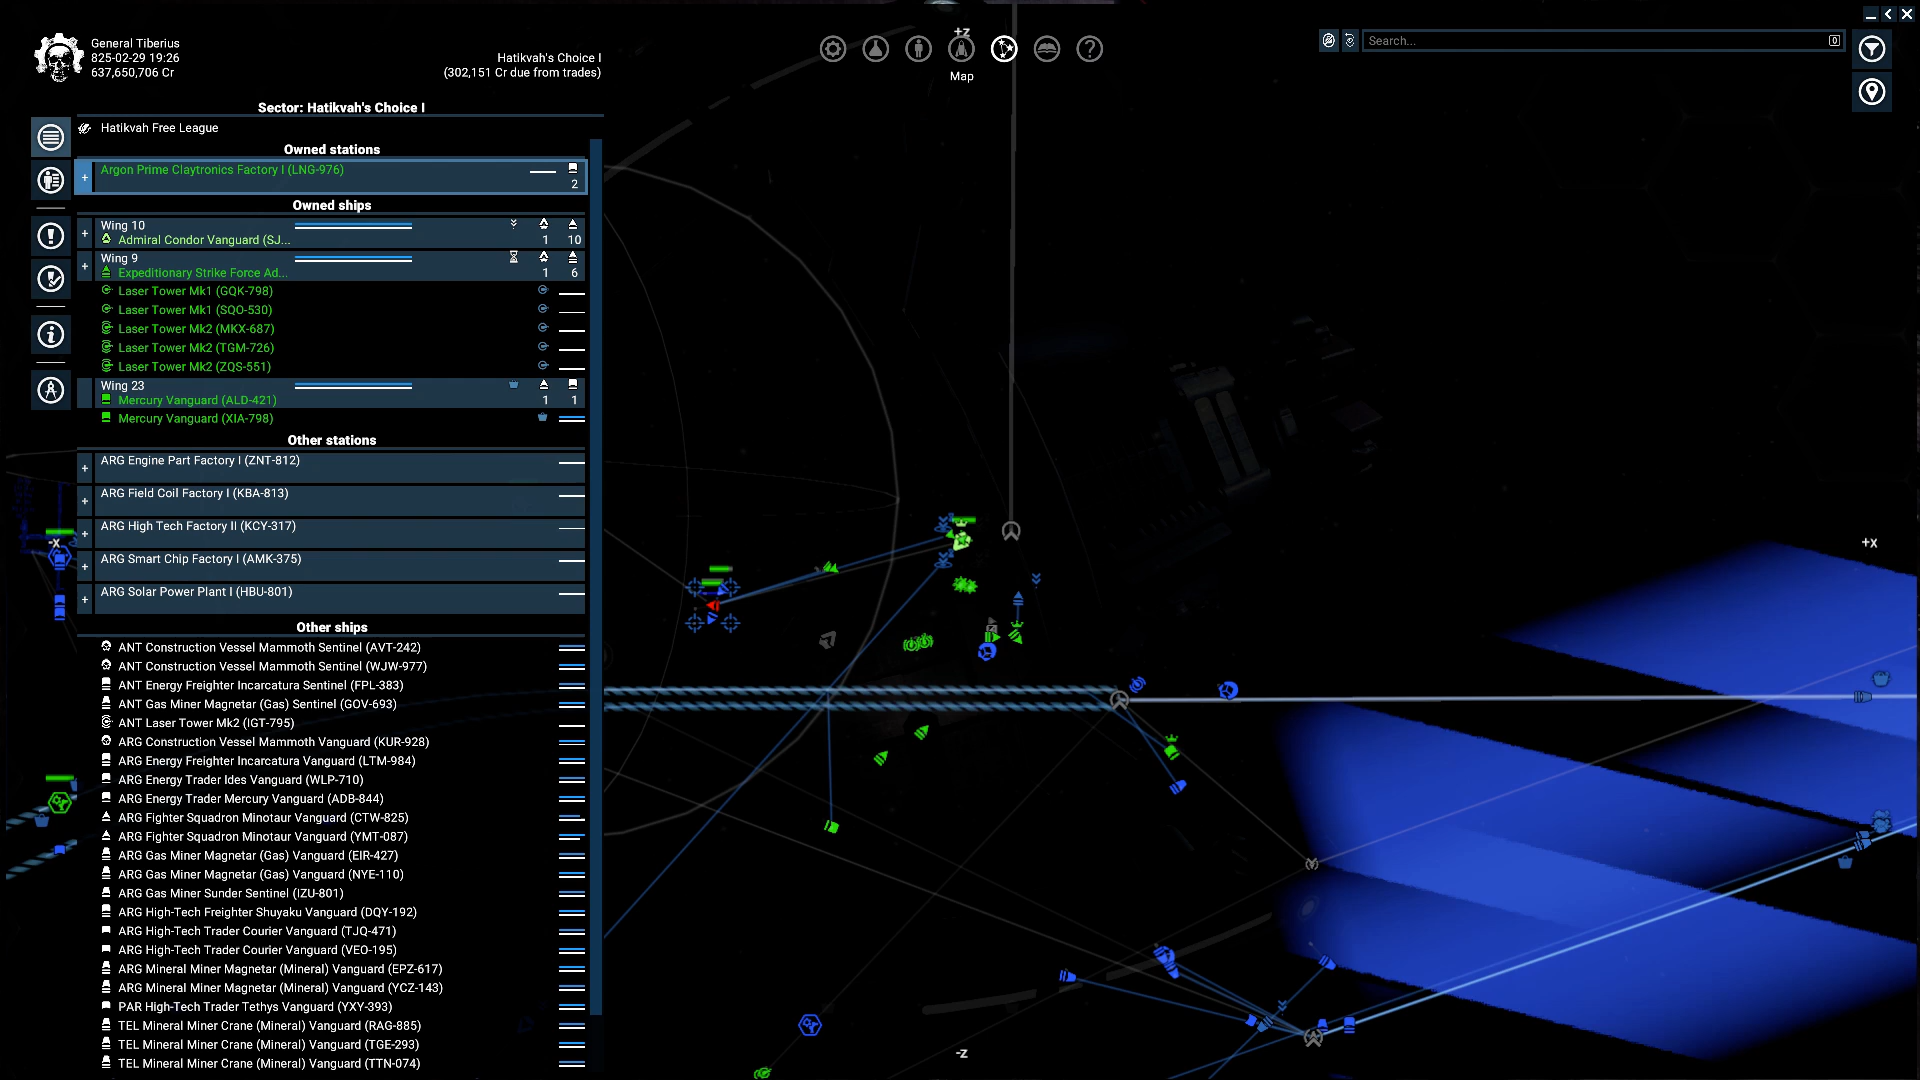 General Tiberius
825-02-29 19:26
637,650,706 Cr
Hatikvah's Choice I
(302,151 Cr due from trades)
+Z
Map
Search...
0
Sector: Hatikvah's Choice I
Hatikvah Free League
Owned stations
+ Argon Prime Claytronics Factory I (LNG-976)
2
Owned ships
Wing 10
+ Admiral Condor Vanguard (SJ... 1 10
Wing 9
+ Expeditionary Strike Force Ad... 1 6
Laser Tower Mk1 (GQK-798)
Laser Tower Mk1 (SQO-530)
Laser Tower Mk2 (MKX-687)
Laser Tower Mk2 (TGM-726)
Laser Tower Mk2 (ZQS-551)
Wing 23
Mercury Vanguard (ALD-421) 1 1
Mercury Vanguard (XIA-798)
Other stations
+ ARG Engine Part Factory I (ZNT-812)
+ ARG Field Coil Factory I (KBA-813)
+ ARG High Tech Factory II (KCY-317)
+ ARG Smart Chip Factory I (AMK-375)
+ ARG Solar Power Plant I (HBU-801)
Other ships
ANT Construction Vessel Mammoth Sentinel (AVT-242)
ANT Construction Vessel Mammoth Sentinel (WJW-977)
ANT Energy Freighter Incarcatura Sentinel (FPL-383)
ANT Gas Miner Magnetar (Gas) Sentinel (GOV-693)
ANT Laser Tower Mk2 (IGT-795)
ARG Construction Vessel Mammoth Vanguard (KUR-928)
ARG Energy Freighter Incarcatura Vanguard (LTM-984)
ARG Energy Trader Ides Vanguard (WLP-710)
ARG Energy Trader Mercury Vanguard (ADB-844)
ARG Fighter Squadron Minotaur Vanguard (CTW-825)
ARG Fighter Squadron Minotaur Vanguard (YMT-087)
ARG Gas Miner Magnetar (Gas) Vanguard (EIR-427)
ARG Gas Miner Magnetar (Gas) Vanguard (NYE-110)
ARG Gas Miner Sunder Sentinel (IZU-801)
ARG High-Tech Freighter Shuyaku Vanguard (DQY-192)
ARG High-Tech Trader Courier Vanguard (TJQ-471)
ARG High-Tech Trader Courier Vanguard (VEO-195)
ARG Mineral Miner Magnetar (Mineral) Vanguard (EPZ-617)
ARG Mineral Miner Magnetar (Mineral) Vanguard (YCZ-143)
PAR High-Tech Trader Tethys Vanguard (YXY-393)
TEL Mineral Miner Crane (Mineral) Vanguard (RAG-885)
TEL Mineral Miner Crane (Mineral) Vanguard (TGE-293)
TEL Mineral Miner Crane (Mineral) Vanguard (TTN-074)
-X
+X
-Z